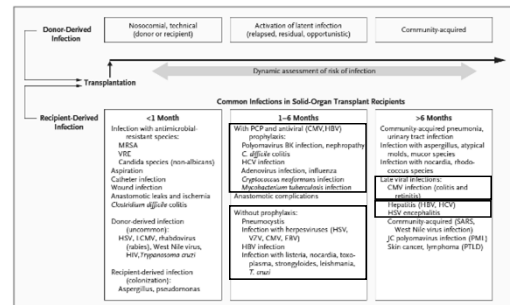 Donor-Derived
Infection
Nosocomial, technical
(donor or recipient)
Activation of latent infection
(relapsed, residual, opportunistic)
Community-acquired
Dynamic assessment of risk of infection
Transplantation
Recipient-Derived
Infection
Common Infections in Solid-Organ Transplant Recipients
<1 Month
Infection with antimicrobial-
resistant species:
MRSA
VRE
Candida species (non-albicans)
Aspiration
Catheter infection
Wound infection
Anastomotic leaks and ischemia
Clostridium difficile colitis
Donor-derived infection
(uncommon):
HSV, LCMV, rhabdovirus
(rabies), West Nile virus,
HIV, Trypanosoma cruzi
Recipient-derived infection
(colonization):
Aspergillus, pseudomonas
1–6 Months
With PCP and antiviral (CMV, HBV)
prophylaxis:
Polyomavirus BK infection, nephropathy
C. difficile colitis
HCV infection
Adenovirus infection, influenza
Cryptococcus neoformans infection
Mycobacterium tuberculosis infection
Anastomotic complications
Without prophylaxis:
Pneumocystis
Infection with herpesviruses (HSV,
VZV, CMV, EBV)
HBV infection
Infection with listeria, nocardia, toxo-
plasma, strongyloides, leishmania,
T. cruzi
>6 Months
Community-acquired pneumonia,
urinary tract infection
Infection with aspergillus, atypical
molds, mucor species
Infection with nocardia, rhodo-
coccus species
Late viral infections:
CMV infection (colitis and
retinitis)
Hepatitis (HBV, HCV)
HSV encephalitis
Community-acquired (SARS,
West Nile virus infection)
JC polyomavirus infection (PML)
Skin cancer, lymphoma (PTLD)